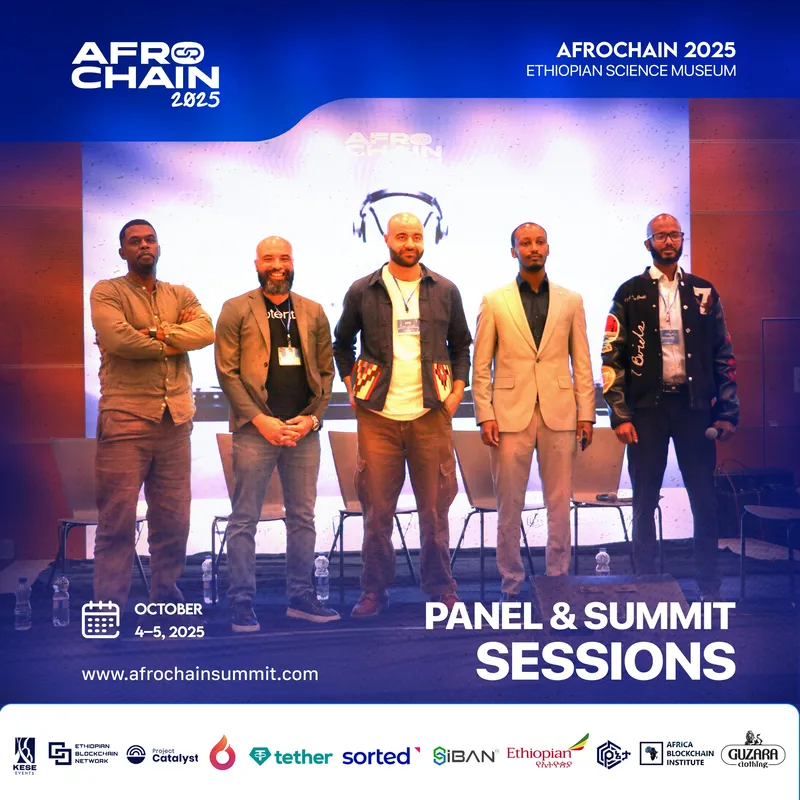 AFRO
CHAIN
2025
AFROCHAIN 2025
ETHIOPIAN SCIENCE MUSEUM
AFRO
CHAIN
OCTOBER
4–5, 2025
www.afrochainsummit.com
PANEL & SUMMIT
SESSIONS
KESE
EVENTS
ETHIOPIAN
BLOCKCHAIN
NETWORK
Project
Catalyst
tether
sorted
SiBAN
Ethiopian
የኢትዮጵያ
AFRICA
BLOCKCHAIN
INSTITUTE
GUZARA
clothing